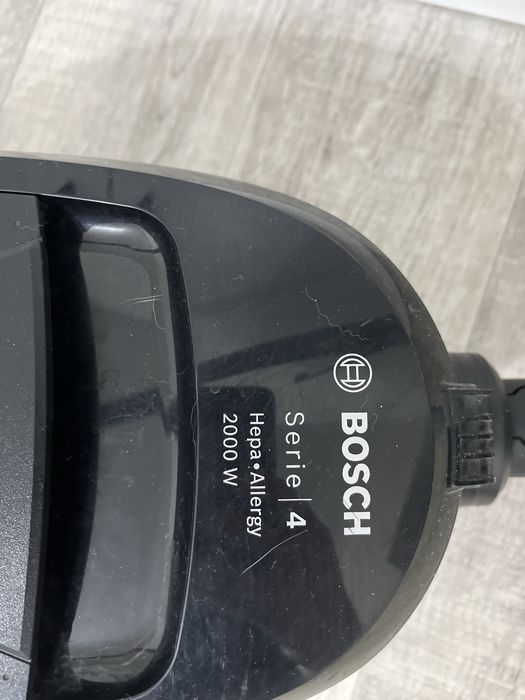 BOSCH
Serie | 4
Hepa•Allergy
2000 W